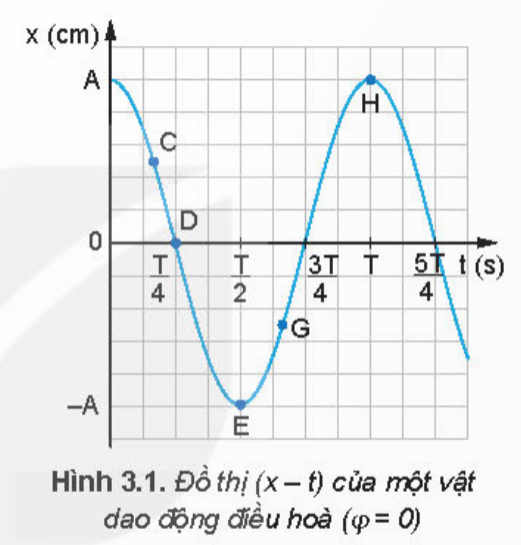 x (cm)
A
C
D
H
0
T/4
T/2
3T/4
T
5T/4
t (s)
G
–A
E
Hình 3.1. Đồ thị (x – t) của một vật
dao động điều hoà (φ = 0)